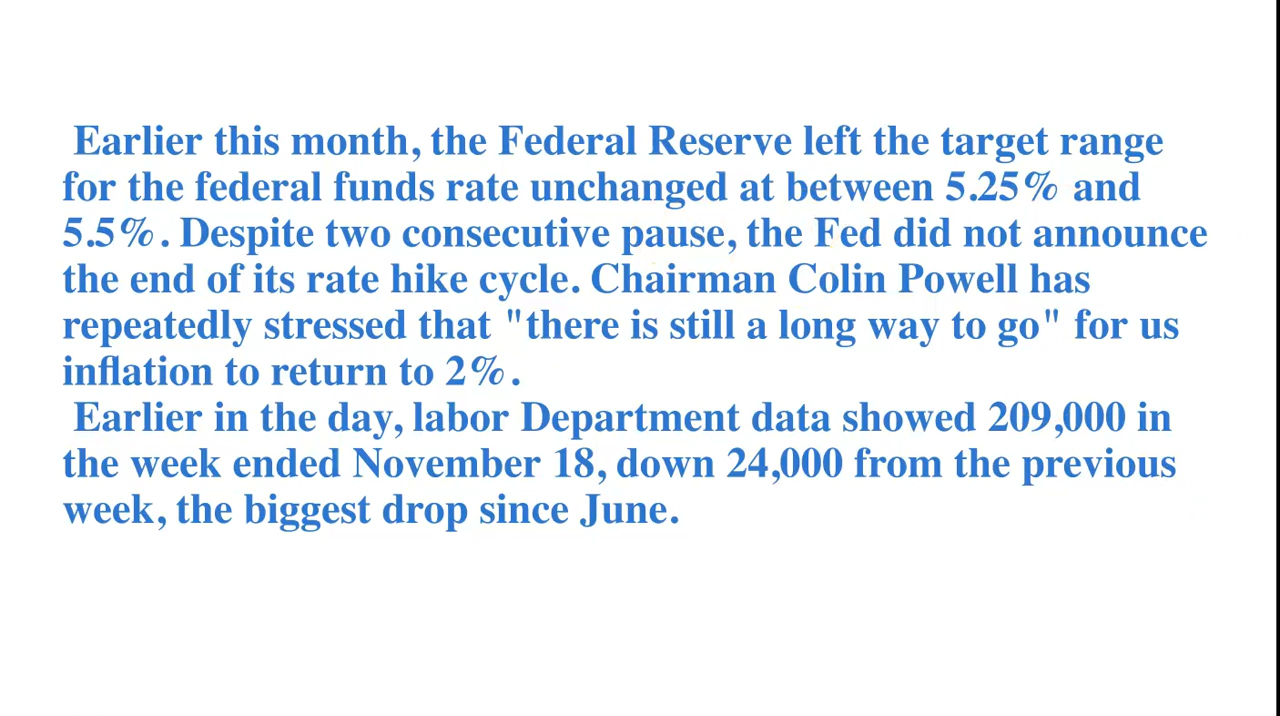 Earlier this month, the Federal Reserve left the target range
for the federal funds rate unchanged at between 5.25% and
5.5%. Despite two consecutive pause, the Fed did not announce
the end of its rate hike cycle. Chairman Colin Powell has
repeatedly stressed that "there is still a long way to go" for us
inflation to return to 2%.
Earlier in the day, labor Department data showed 209,000 in
the week ended November 18, down 24,000 from the previous
week, the biggest drop since June.